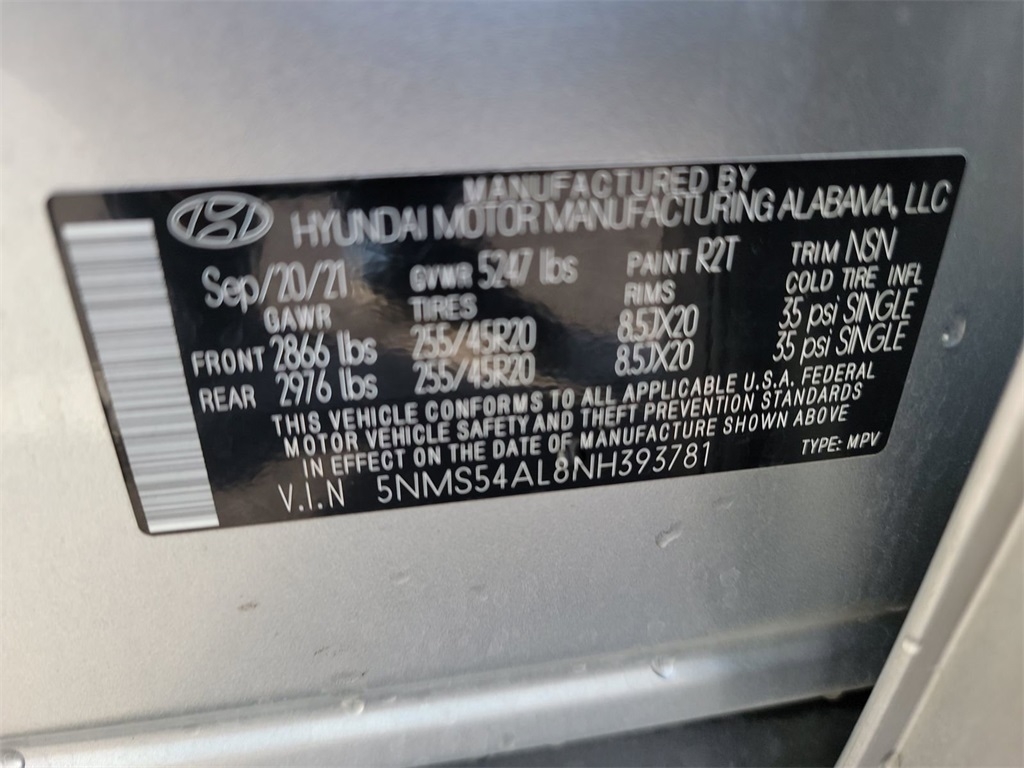 MANUFACTURED BY
HYUNDAI MOTOR MANUFACTURING ALABAMA, LLC
Sep/20/21 GVWR 5247 lbs PAINT R2T TRIM NSN
GAWR TIRES RIMS COLD TIRE INFL
FRONT 2866 lbs 255/45R20 8.5JX20 35 psi SINGLE
REAR 2976 lbs 255/45R20 8.5JX20 35 psi SINGLE
THIS VEHICLE CONFORMS TO ALL APPLICABLE U.S.A. FEDERAL
MOTOR VEHICLE SAFETY AND THEFT PREVENTION STANDARDS
IN EFFECT ON THE DATE OF MANUFACTURE SHOWN ABOVE
V.I.N 5NMS54AL8NH393781 TYPE: MPV